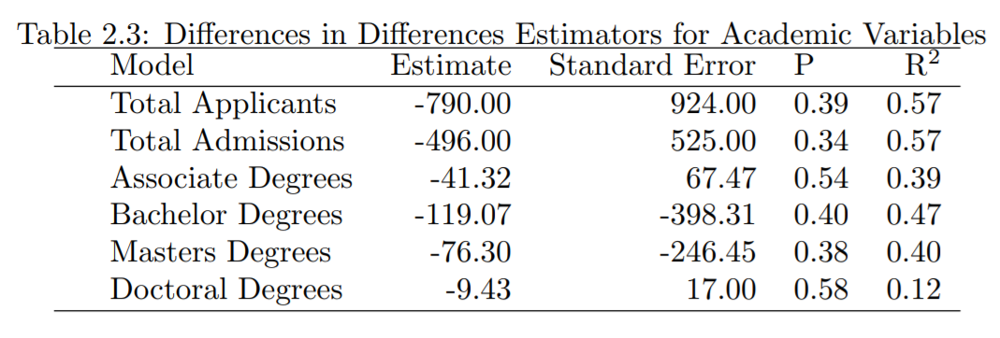 Table 2.3: Differences in Differences Estimators for Academic Variables
Model Estimate Standard Error P R²
Total Applicants -790.00 924.00 0.39 0.57
Total Admissions -496.00 525.00 0.34 0.57
Associate Degrees -41.32 67.47 0.54 0.39
Bachelor Degrees -119.07 -398.31 0.40 0.47
Masters Degrees -76.30 -246.45 0.38 0.40
Doctoral Degrees -9.43 17.00 0.58 0.12